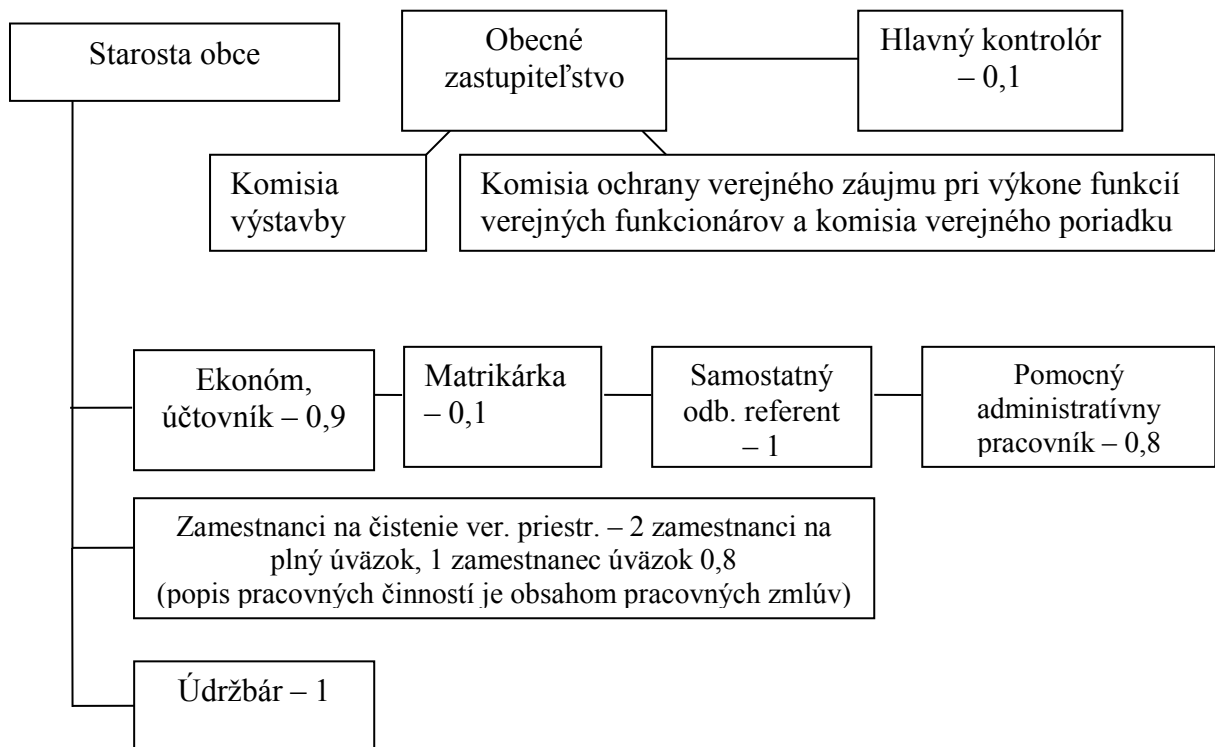 Starosta obce
Obecné
zastupiteľstvo
Hlavný kontrolór
– 0,1
Komisia
výstavby
Komisia ochrany verejného záujmu pri výkone funkcií
verejných funkcionárov a komisia verejného poriadku
Ekonóm,
účtovník – 0,9
Matrikárka
– 0,1
Samostatný
odb. referent
– 1
Pomocný
administratívny
pracovník – 0,8
Zamestnanci na čistenie ver. priestr. – 2 zamestnanci na
plný úväzok, 1 zamestnanec úväzok 0,8
(popis pracovných činností je obsahom pracovných zmlúv)
Údržbár – 1